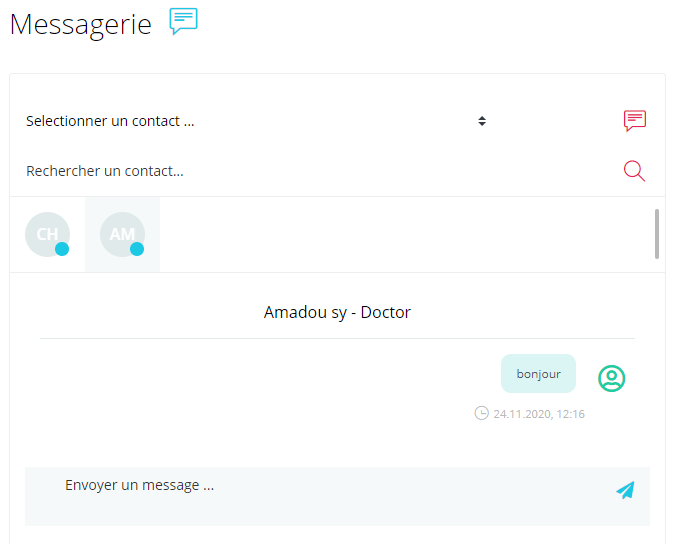 Messagerie
Selectionner un contact ...
Rechercher un contact...
CH
AM
Amadou sy - Doctor
bonjour
24.11.2020, 12:16
Envoyer un message ...